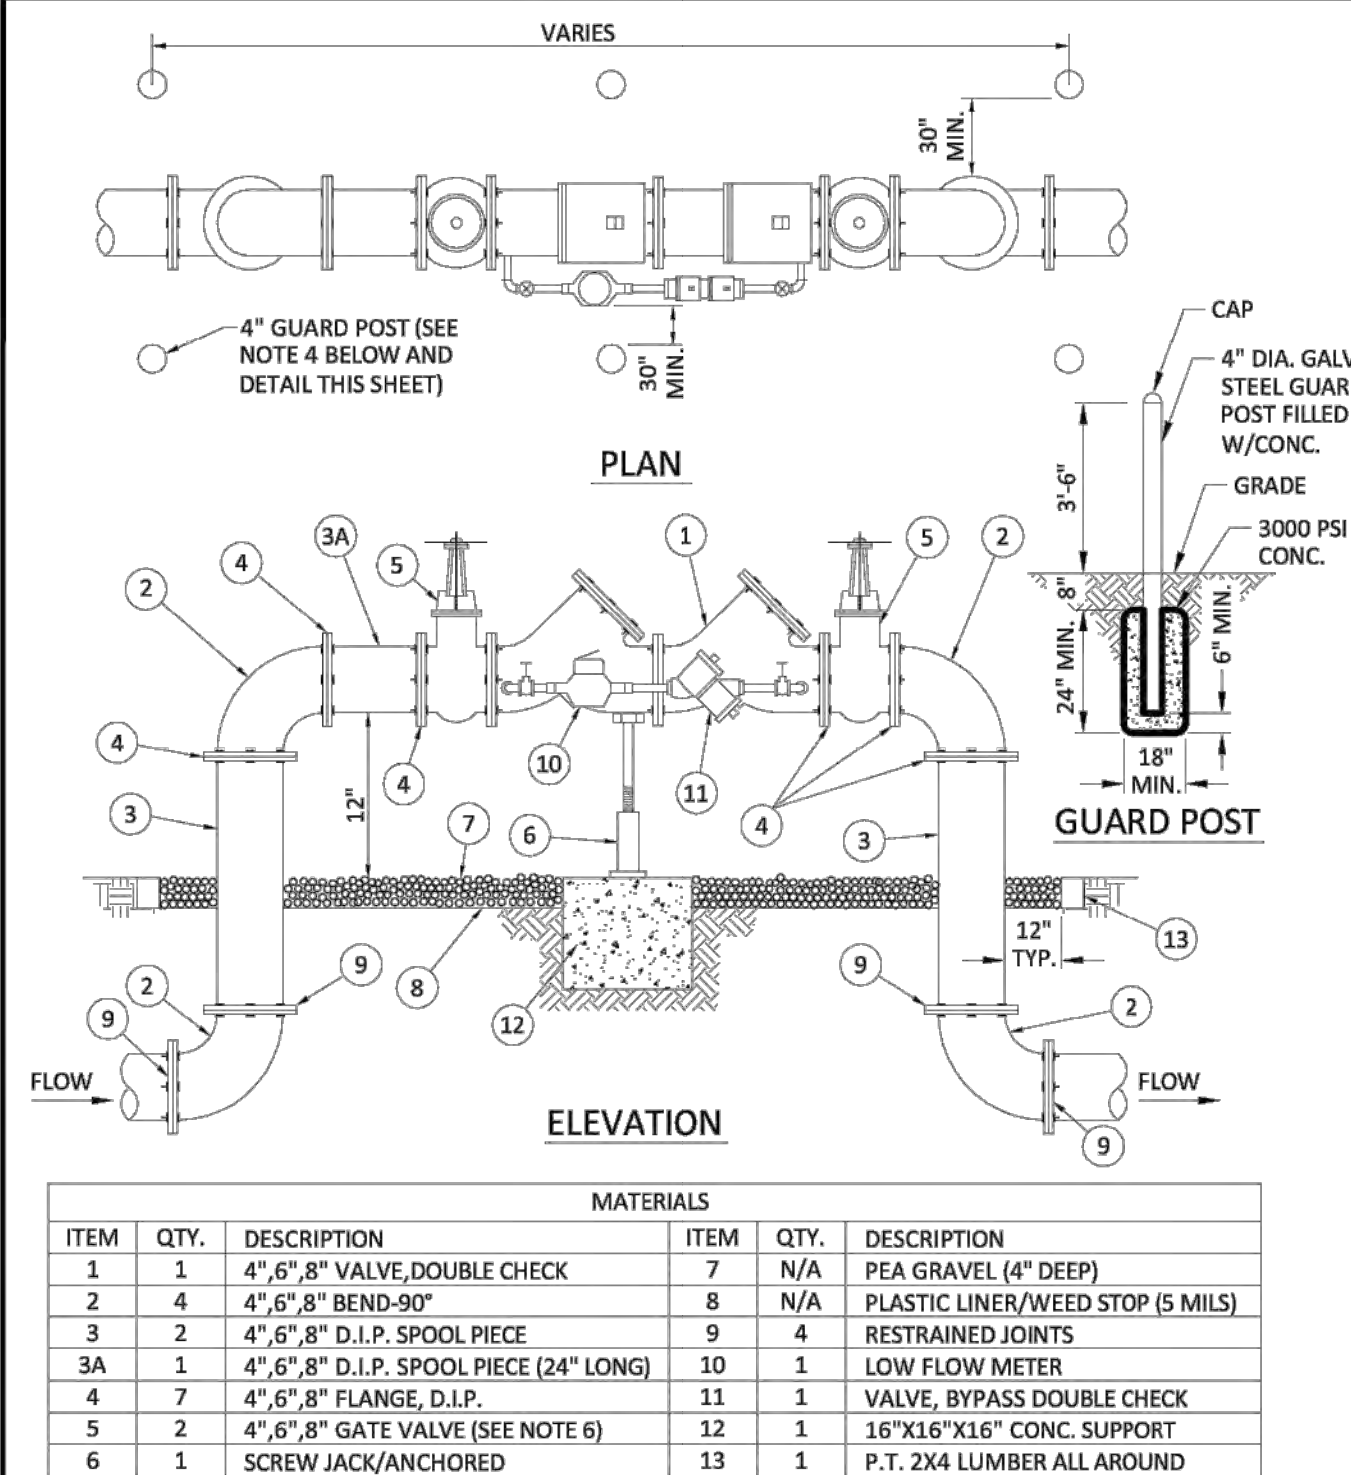 VARIES
30" MIN.
4" GUARD POST (SEE
NOTE 4 BELOW AND
DETAIL THIS SHEET)
30" MIN.
PLAN
CAP
4" DIA. GALV
STEEL GUAR
POST FILLED
W/CONC.
3'-6"
GRADE
3000 PSI
CONC.
8"
24" MIN.
6" MIN.
18"
MIN.
GUARD POST
3A
1
5
2
4
5
2
4
3
12"
4
7
10
6
11
4
3
9
8
12
9
12"
TYP.
13
2
9
2
9
FLOW
FLOW
ELEVATION
MATERIALS
ITEM QTY. DESCRIPTION ITEM QTY. DESCRIPTION
1 1 4",6",8" VALVE,DOUBLE CHECK 7 N/A PEA GRAVEL (4" DEEP)
2 4 4",6",8" BEND-90° 8 N/A PLASTIC LINER/WEED STOP (5 MILS)
3 2 4",6",8" D.I.P. SPOOL PIECE 9 4 RESTRAINED JOINTS
3A 1 4",6",8" D.I.P. SPOOL PIECE (24" LONG) 10 1 LOW FLOW METER
4 7 4",6",8" FLANGE, D.I.P. 11 1 VALVE, BYPASS DOUBLE CHECK
5 2 4",6",8" GATE VALVE (SEE NOTE 6) 12 1 16"X16"X16" CONC. SUPPORT
6 1 SCREW JACK/ANCHORED 13 1 P.T. 2X4 LUMBER ALL AROUND